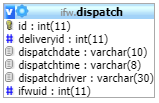 ifw.dispatch
id : int(11)
deliveryid : int(11)
dispatchdate : varchar(10)
dispatchtime : varchar(8)
dispatchdriver : varchar(30)
ifwuid : int(11)